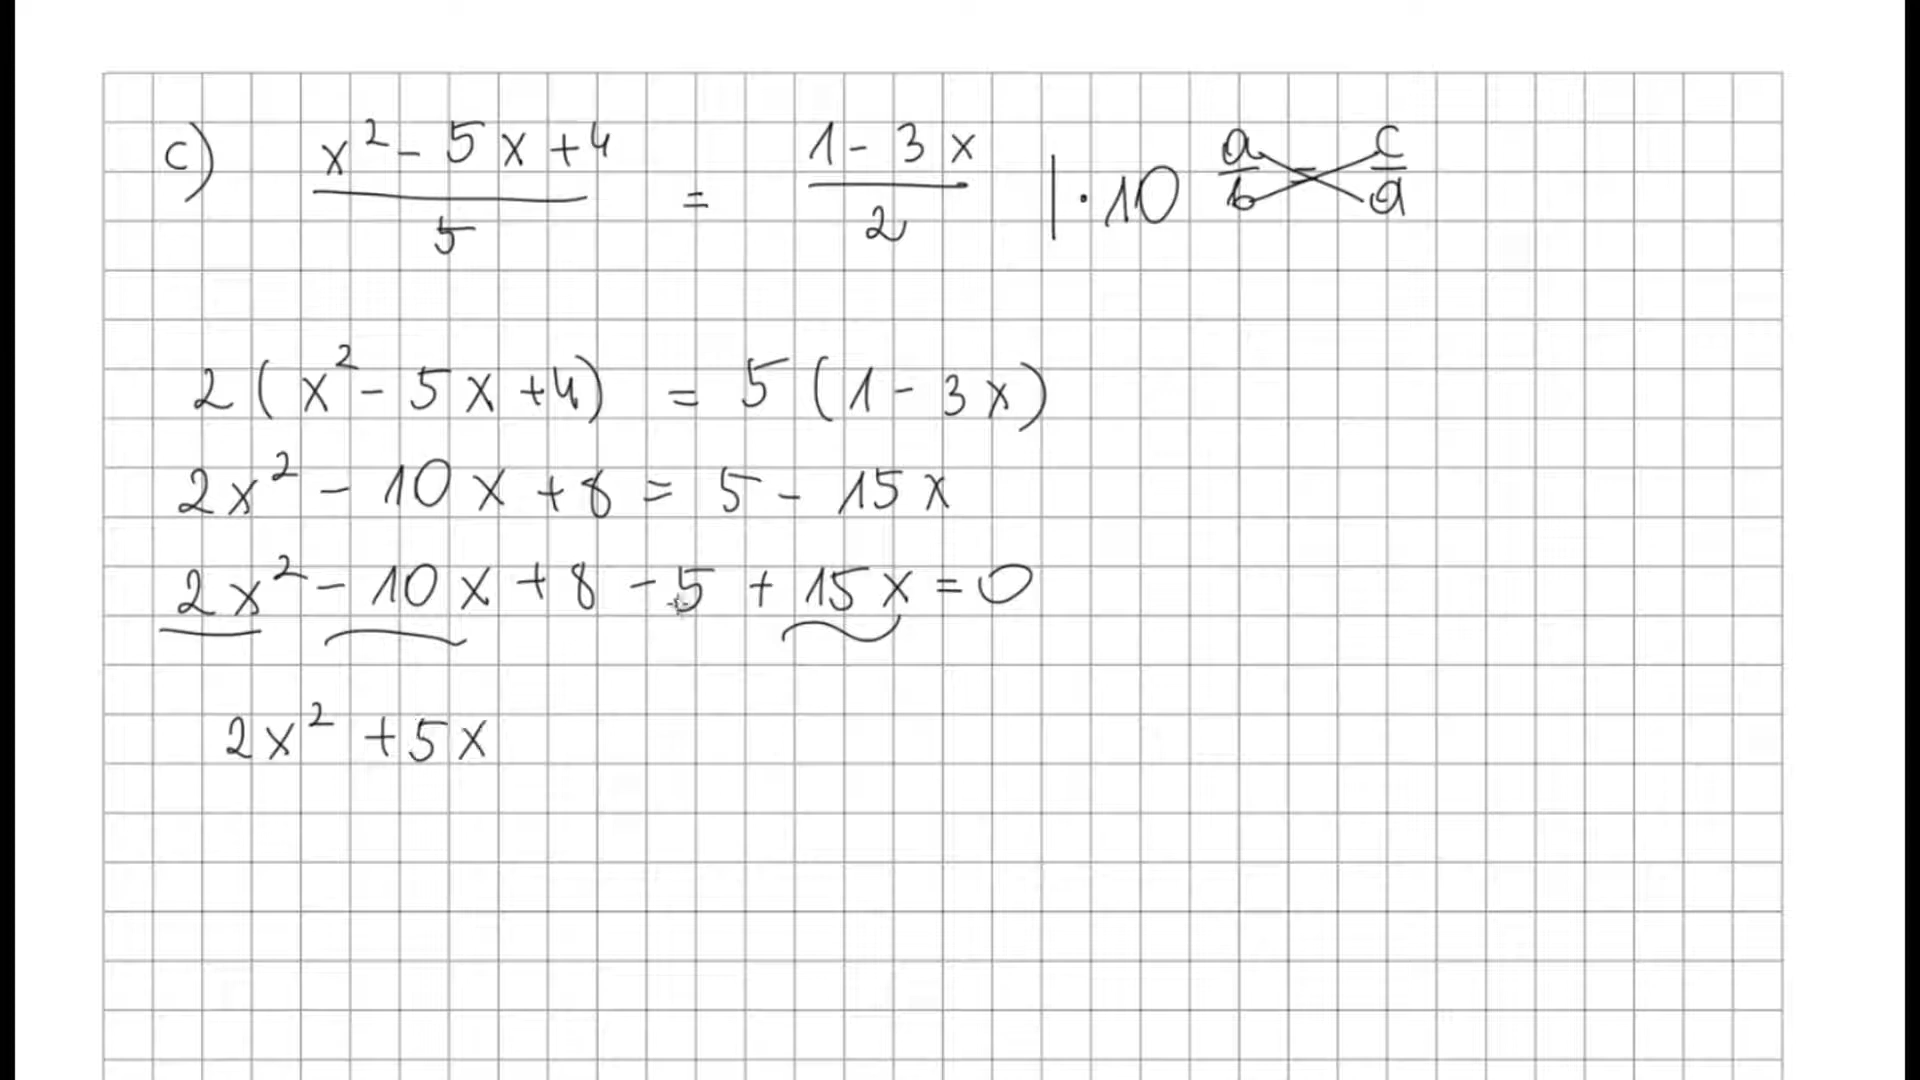 c) (x² - 5x + 4)/5 = (1 - 3x)/2 | · 10 a/b = c/d
2(x² - 5x + 4) = 5(1 - 3x)
2x² - 10x + 8 = 5 - 15x
2x² - 10x + 8 - 5 + 15x = 0
2x² + 5x